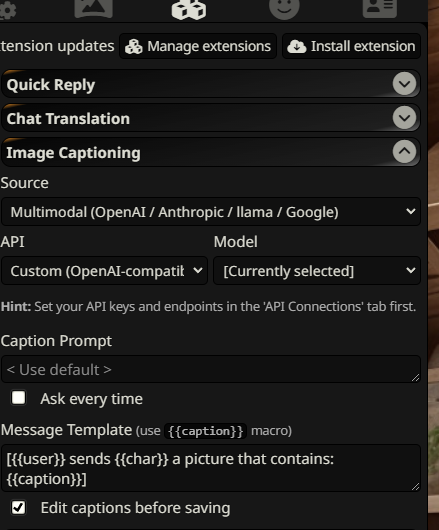 tension updates Manage extensions Install extension
Quick Reply
Chat Translation
Image Captioning
Source
Multimodal (OpenAI / Anthropic / llama / Google)
API Model
Custom (OpenAI-compatib [Currently selected]
Hint: Set your API keys and endpoints in the 'API Connections' tab first.
Caption Prompt
< Use default >
Ask every time
Message Template (use {{caption}} macro)
[{{user}} sends {{char}} a picture that contains:
{{caption}}]
Edit captions before saving